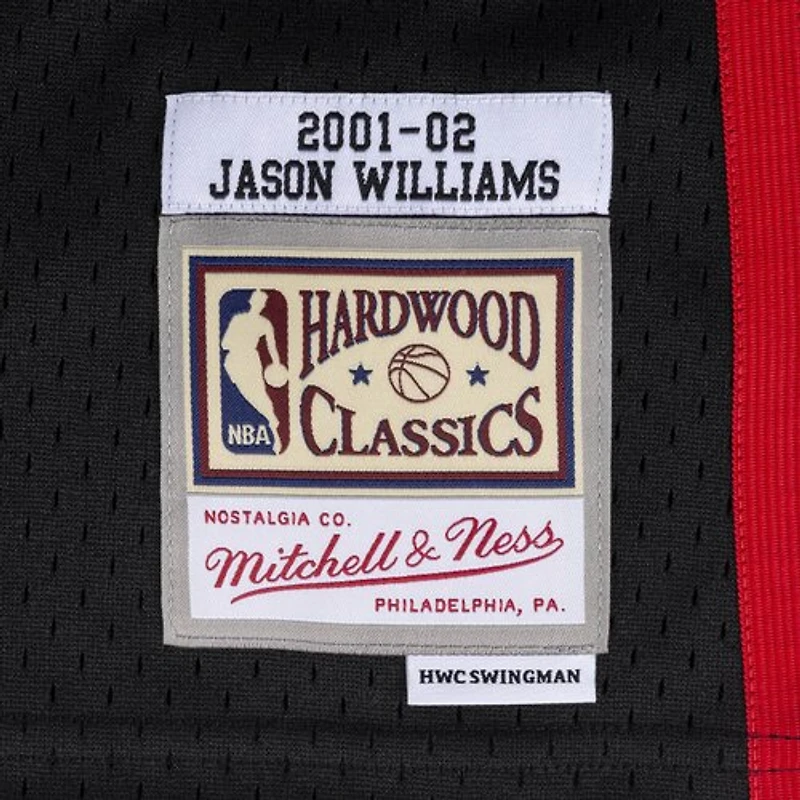 2001-02
JASON WILLIAMS
HARDWOOD
CLASSICS
NBA
NOSTALGIA CO.
Mitchell & Ness
PHILADELPHIA, PA.
HWC SWINGMAN